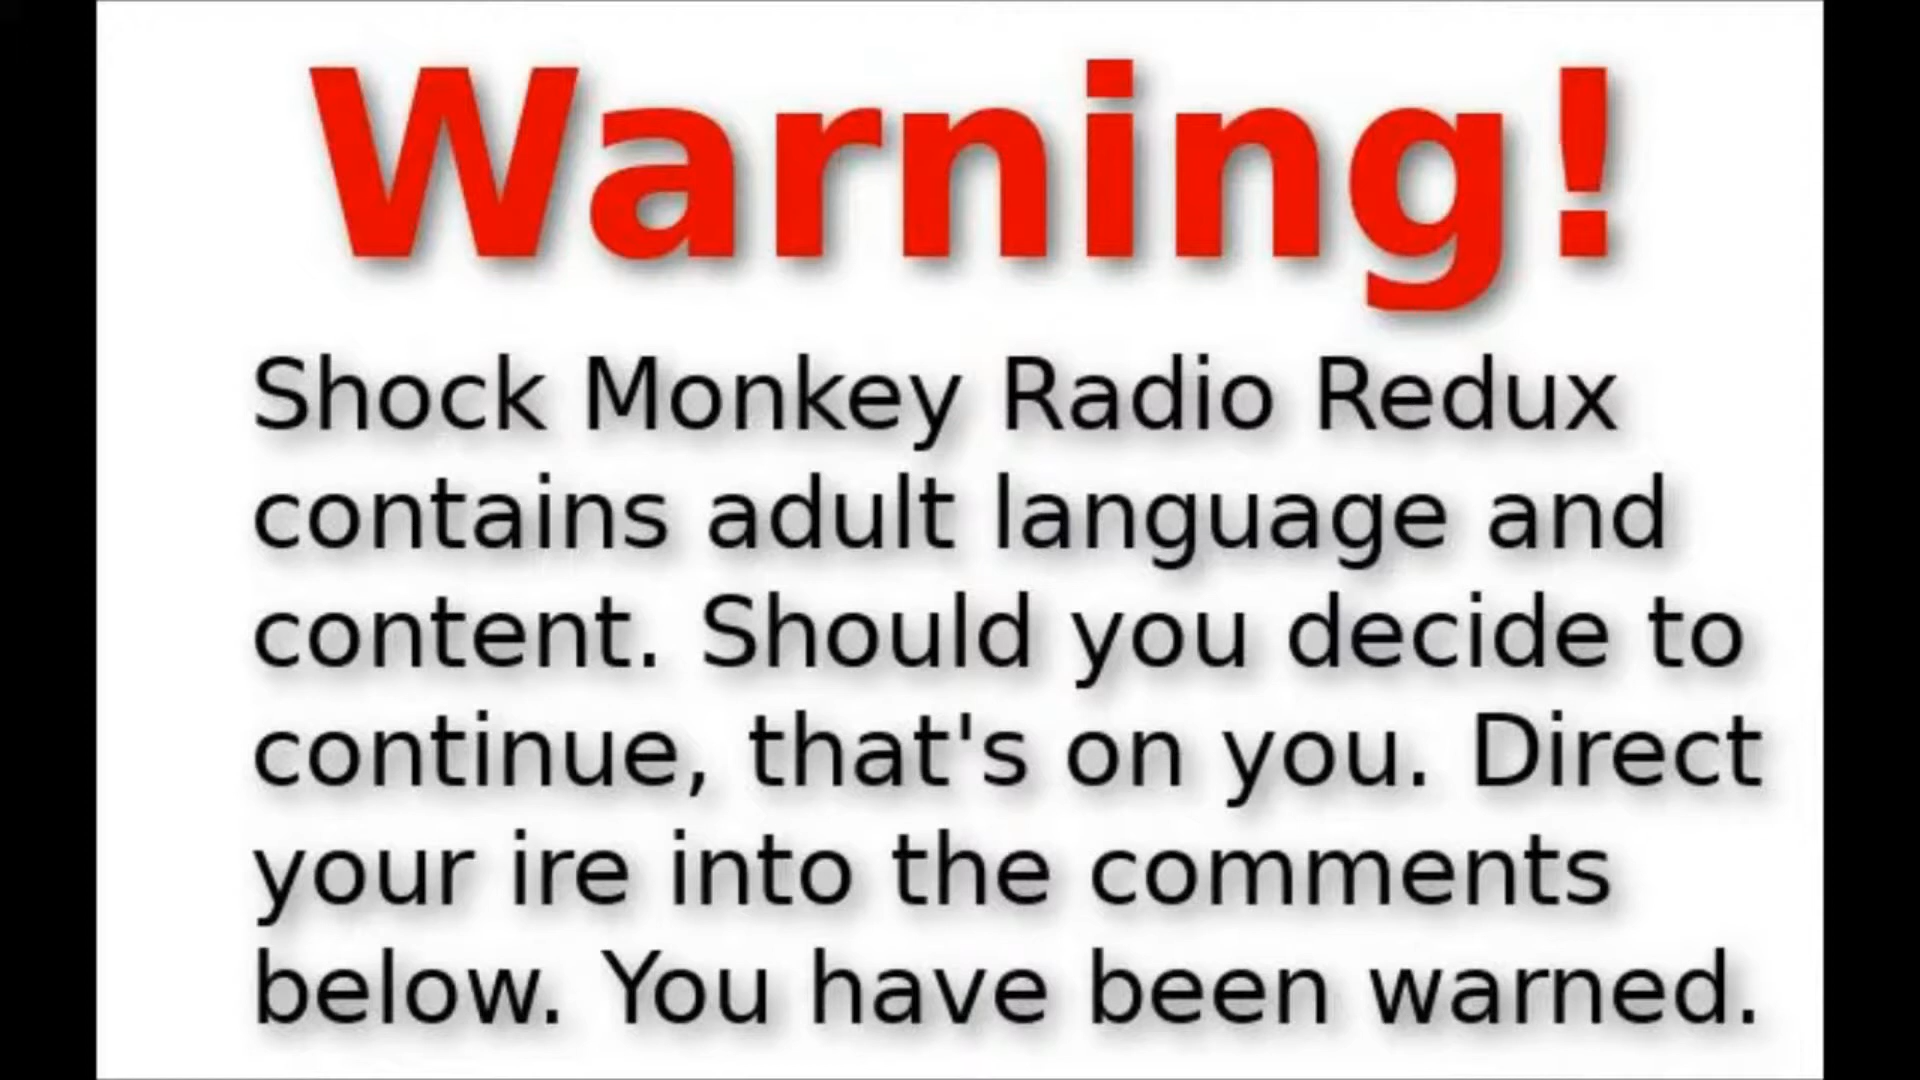 Warning!
Shock Monkey Radio Redux
contains adult language and
content. Should you decide to
continue, that's on you. Direct
your ire into the comments
below. You have been warned.